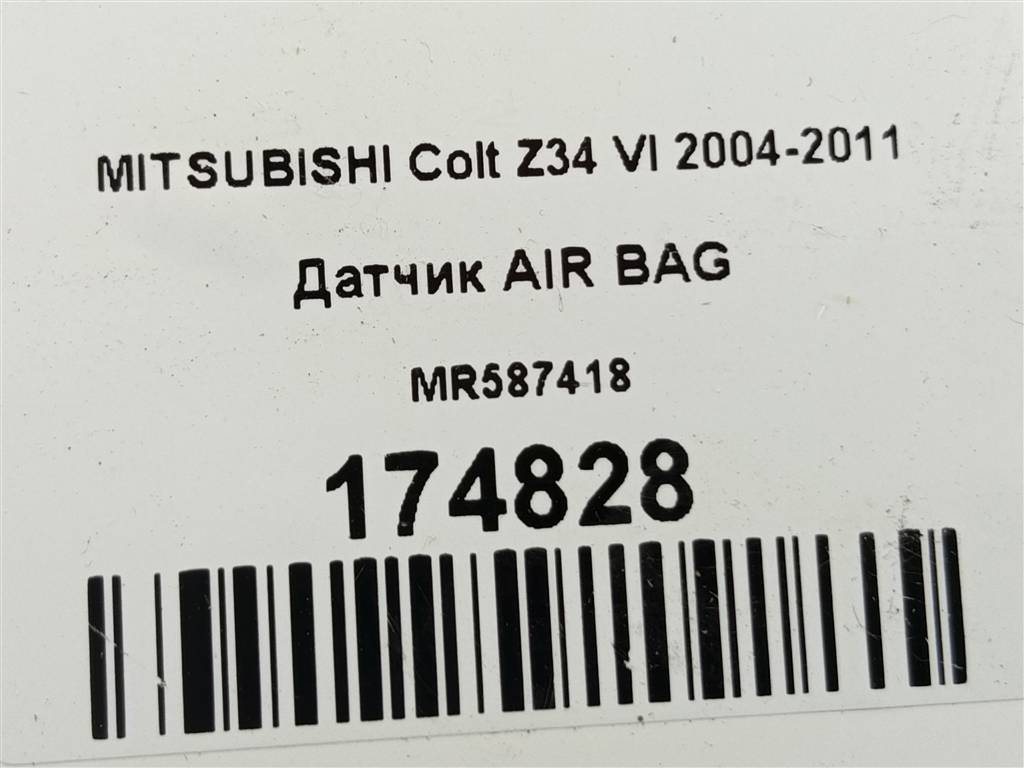 MITSUBISHI Colt Z34 VI 2004-2011
Датчик AIR BAG
MR587418
174828